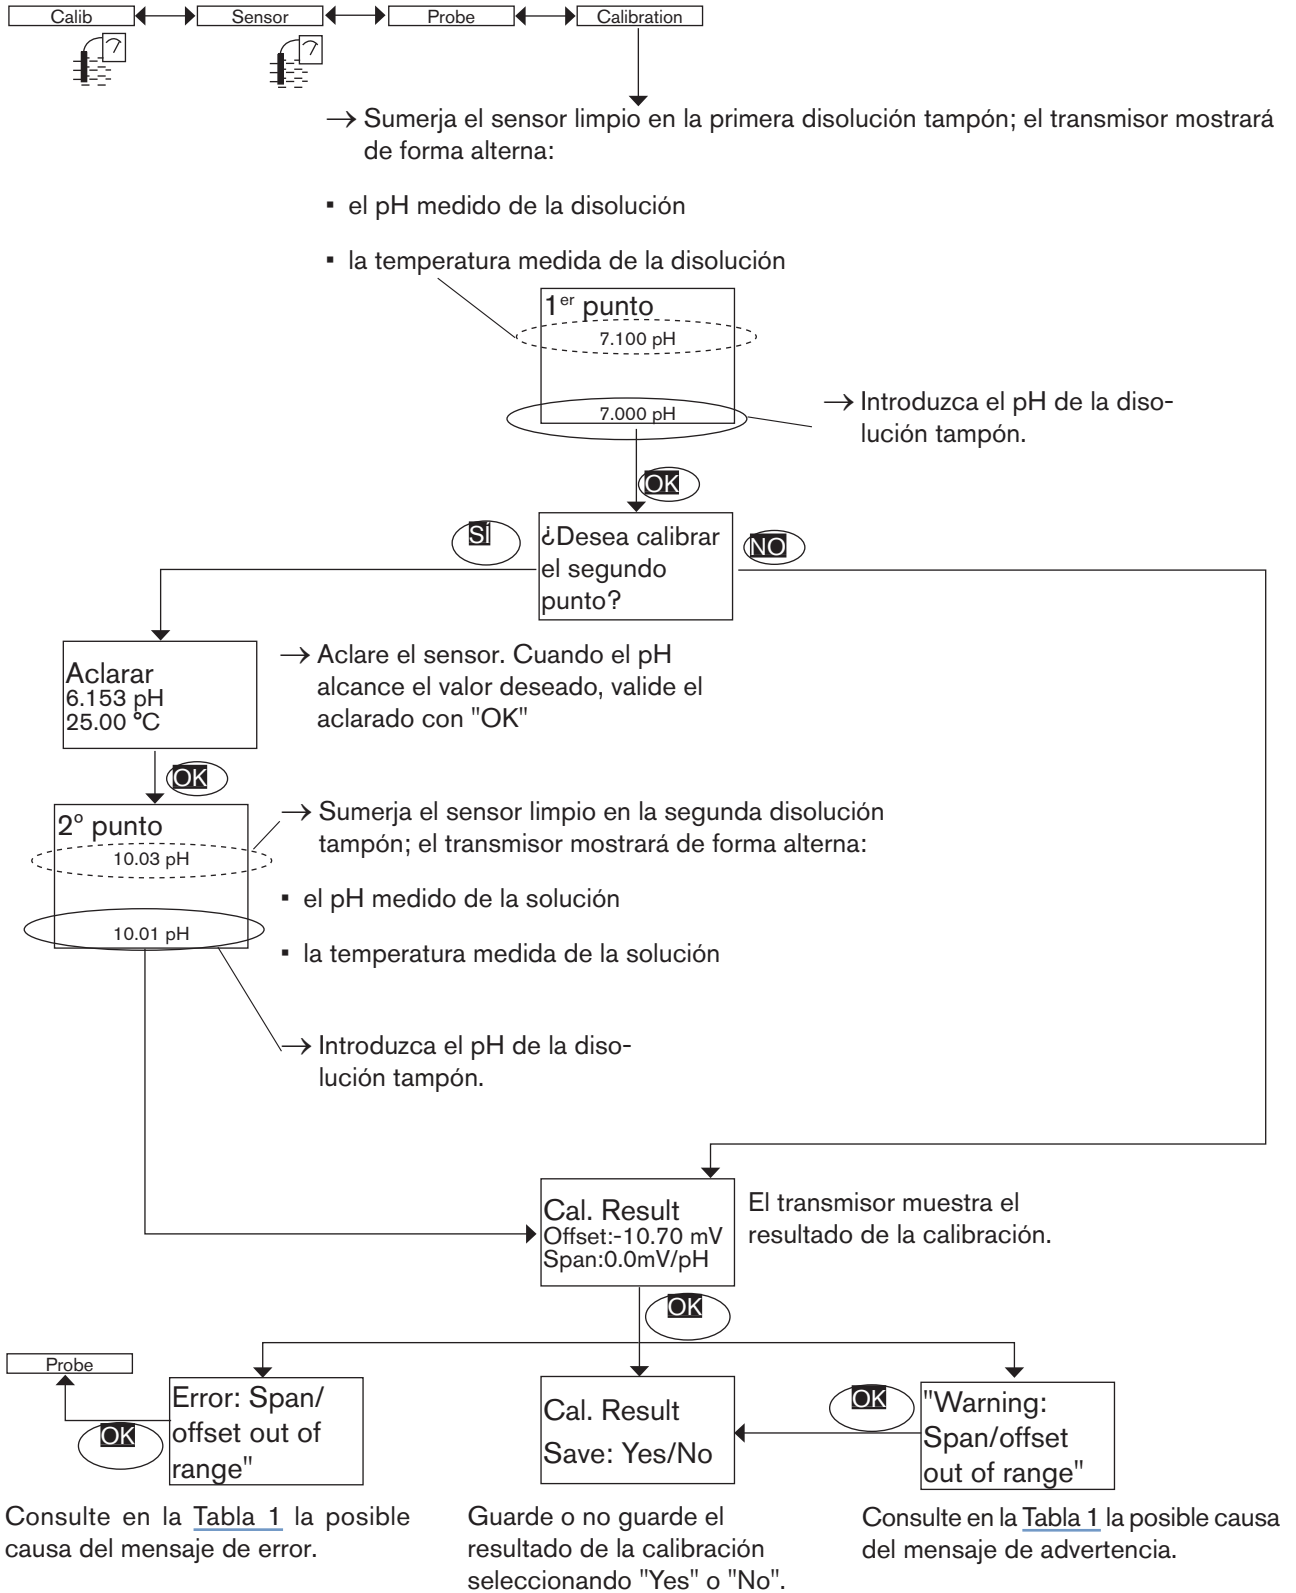 Calib
Sensor
Probe
Calibration
→ Sumerja el sensor limpio en la primera disolución tampón; el transmisor mostrará
de forma alterna:
▪ el pH medido de la disolución
▪ la temperatura medida de la disolución
1er punto
7.100 pH
7.000 pH
→ Introduzca el pH de la diso-
lución tampón.
OK
SÍ
¿Desea calibrar
el segundo
punto?
NO
Aclarar
6.153 pH
25.00 °C
→ Aclare el sensor. Cuando el pH
alcance el valor deseado, valide el
aclarado con "OK"
OK
2º punto
10.03 pH
10.01 pH
→ Sumerja el sensor limpio en la segunda disolución
tampón; el transmisor mostrará de forma alterna:
▪ el pH medido de la solución
▪ la temperatura medida de la solución
→ Introduzca el pH de la diso-
lución tampón.
Cal. Result
Offset:-10.70 mV
Span:0.0mV/pH
El transmisor muestra el
resultado de la calibración.
OK
Probe
OK
Error: Span/
offset out of
range"
Cal. Result
Save: Yes/No
OK
"Warning:
Span/offset
out of range"
Consulte en la Tabla 1 la posible
causa del mensaje de error.
Guarde o no guarde el
resultado de la calibración
seleccionando "Yes" o "No".
Consulte en la Tabla 1 la posible causa
del mensaje de advertencia.